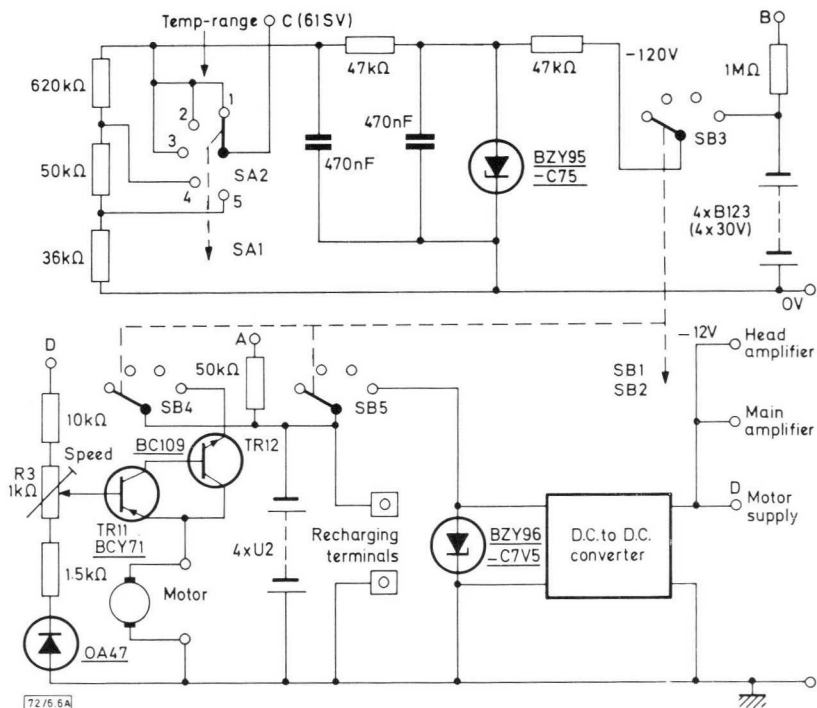 Temp-range
C (61SV)
B
620kΩ
47kΩ
47kΩ
-120V
1MΩ
1
2
3
4
5
SA2
SB3
470nF
470nF
BZY95
-C75
50kΩ
4xB123
(4x30V)
36kΩ
SA1
0V
D
A
-12V
Head
amplifier
50kΩ
SB4
SB5
SB1
SB2
10kΩ
BC109
TR12
Main
amplifier
Speed
R3
1kΩ
D
Motor
supply
TR11
BCY71
4xU2
Recharging
terminals
BZY96
-C7V5
D.C. to D.C.
converter
1.5kΩ
Motor
OA47
72/6.6A